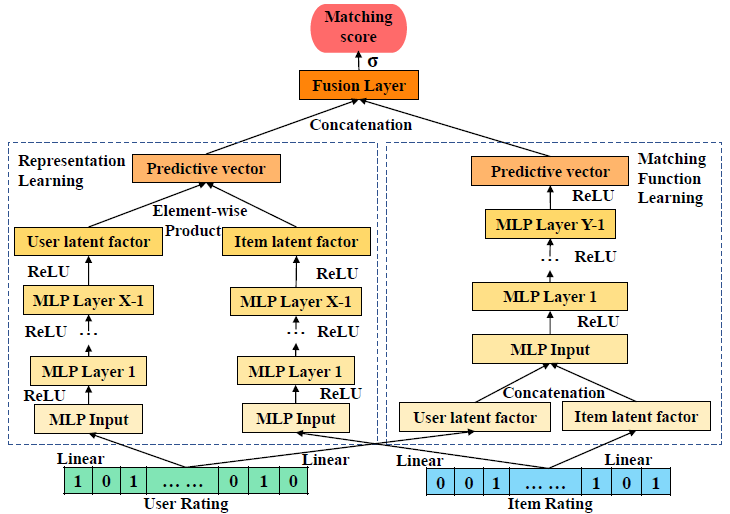 Matching
score
σ
Fusion Layer
Concatenation
Representation
Learning
Predictive vector
Element-wise
Product
User latent factor
Item latent factor
ReLU
ReLU
MLP Layer X-1
MLP Layer X-1
ReLU
...
...
ReLU
MLP Layer 1
MLP Layer 1
ReLU
ReLU
MLP Input
MLP Input
Matching
Function
Learning
Predictive vector
ReLU
MLP Layer Y-1
... ReLU
MLP Layer 1
ReLU
MLP Input
Concatenation
User latent factor
Item latent factor
Linear
Linear
Linear
Linear
1 0 1 ... ... 0 1 0
User Rating
0 0 1 ... ... 1 0 1
Item Rating